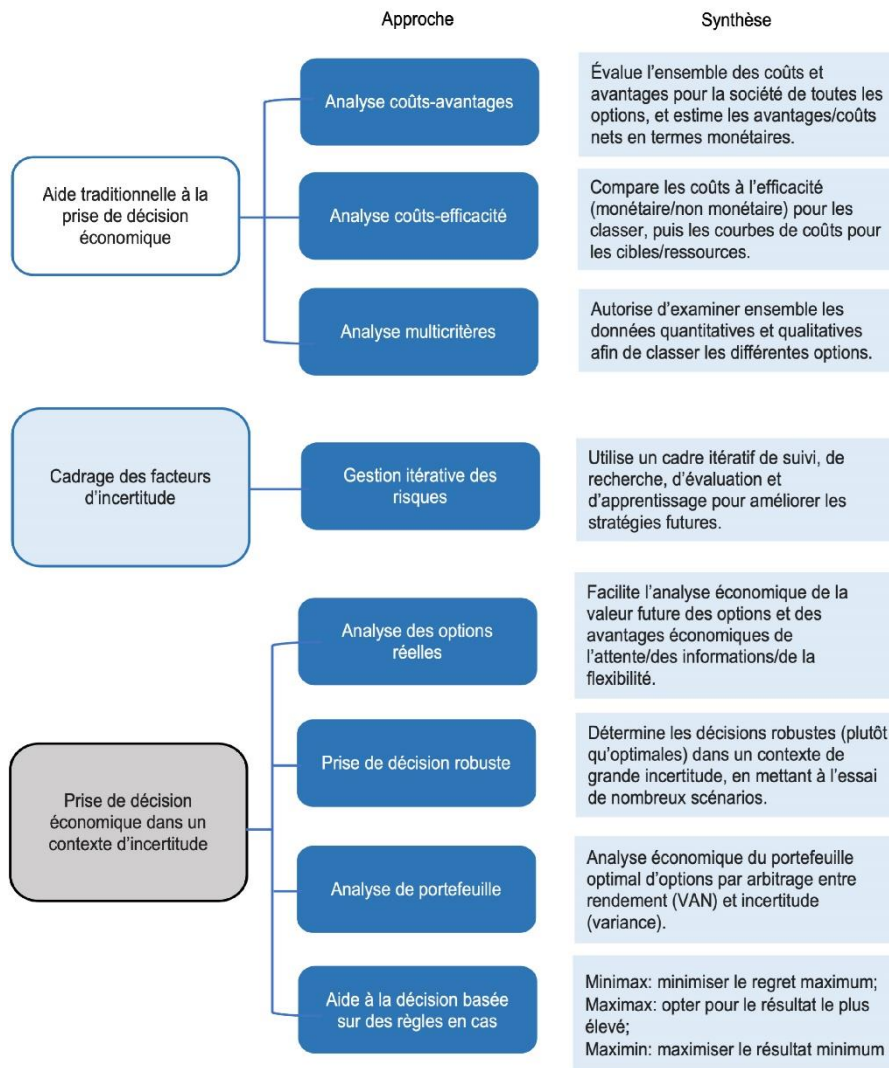 Approche
Synthèse
Aide traditionnelle à la
prise de décision
économique
Analyse coûts-avantages
Évalue l'ensemble des coûts et
avantages pour la société de toutes les
options, et estime les avantages/coûts
nets en termes monétaires.
Analyse coûts-efficacité
Compare les coûts à l'efficacité
(monétaire/non monétaire) pour les
classer, puis les courbes de coûts pour
les cibles/ressources.
Analyse multicritères
Autorise d'examiner ensemble les
données quantitatives et qualitatives
afin de classer les différentes options.
Cadrage des facteurs
d'incertitude
Gestion itérative des
risques
Utilise un cadre itératif de suivi, de
recherche, d'évaluation et
d'apprentissage pour améliorer les
stratégies futures.
Prise de décision
économique dans un
contexte d'incertitude
Analyse des options
réelles
Facilite l'analyse économique de la
valeur future des options et des
avantages économiques de
l'attente/des informations/de la
flexibilité.
Prise de décision robuste
Détermine les décisions robustes (plutôt
qu'optimales) dans un contexte de
grande incertitude, en mettant à l'essai
de nombreux scénarios.
Analyse de portefeuille
Analyse économique du portefeuille
optimal d'options par arbitrage entre
rendement (VAN) et incertitude
(variance).
Aide à la décision basée
sur des règles en cas
Minimax: minimiser le regret maximum;
Maximax: opter pour le résultat le plus
élevé;
Maximin: maximiser le résultat minimum